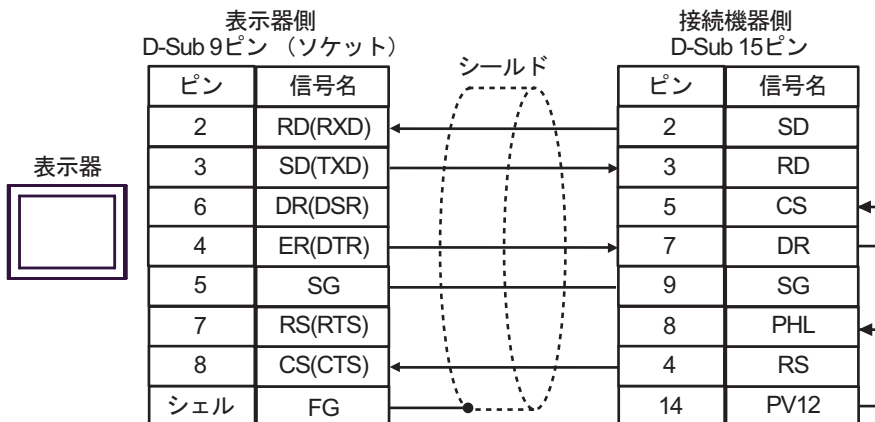 表示器側
D-Sub 9ピン （ソケット）
接続機器側
D-Sub 15ピン
シールド
表示器
ピン 信号名 ピン 信号名
2 RD(RXD) 2 SD
3 SD(TXD) 3 RD
6 DR(DSR) 5 CS
4 ER(DTR) 7 DR
5 SG 9 SG
7 RS(RTS) 8 PHL
8 CS(CTS) 4 RS
シェル FG 14 PV12